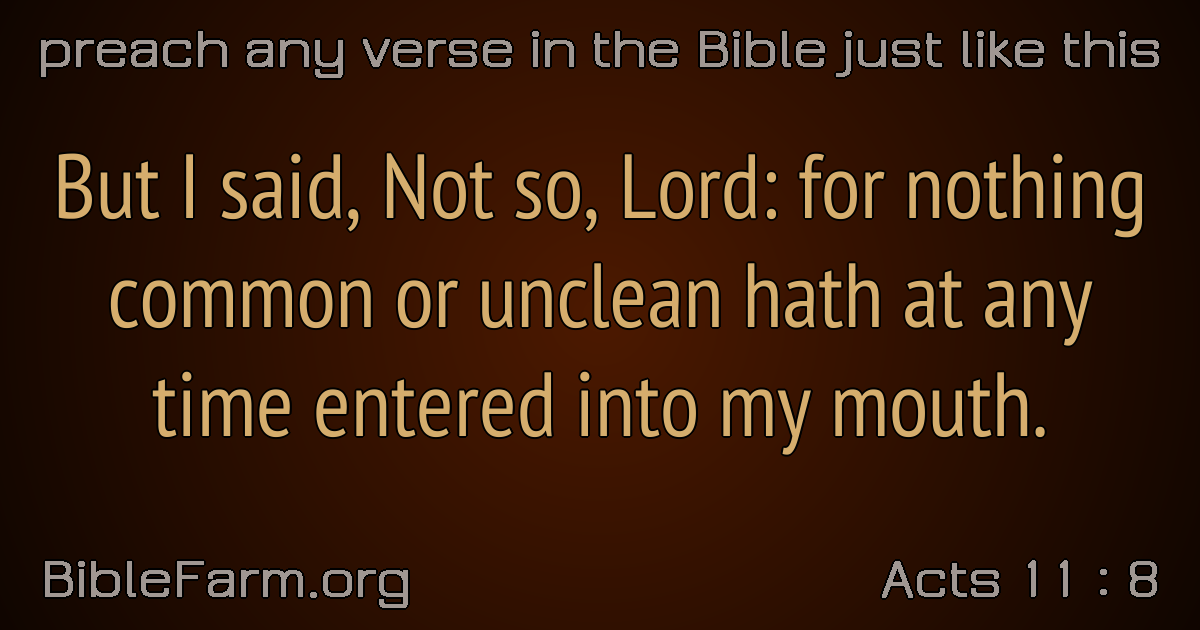 preach any verse in the Bible just like this
But I said, Not so, Lord: for nothing
common or unclean hath at any
time entered into my mouth.
BibleFarm.org
Acts 11 : 8